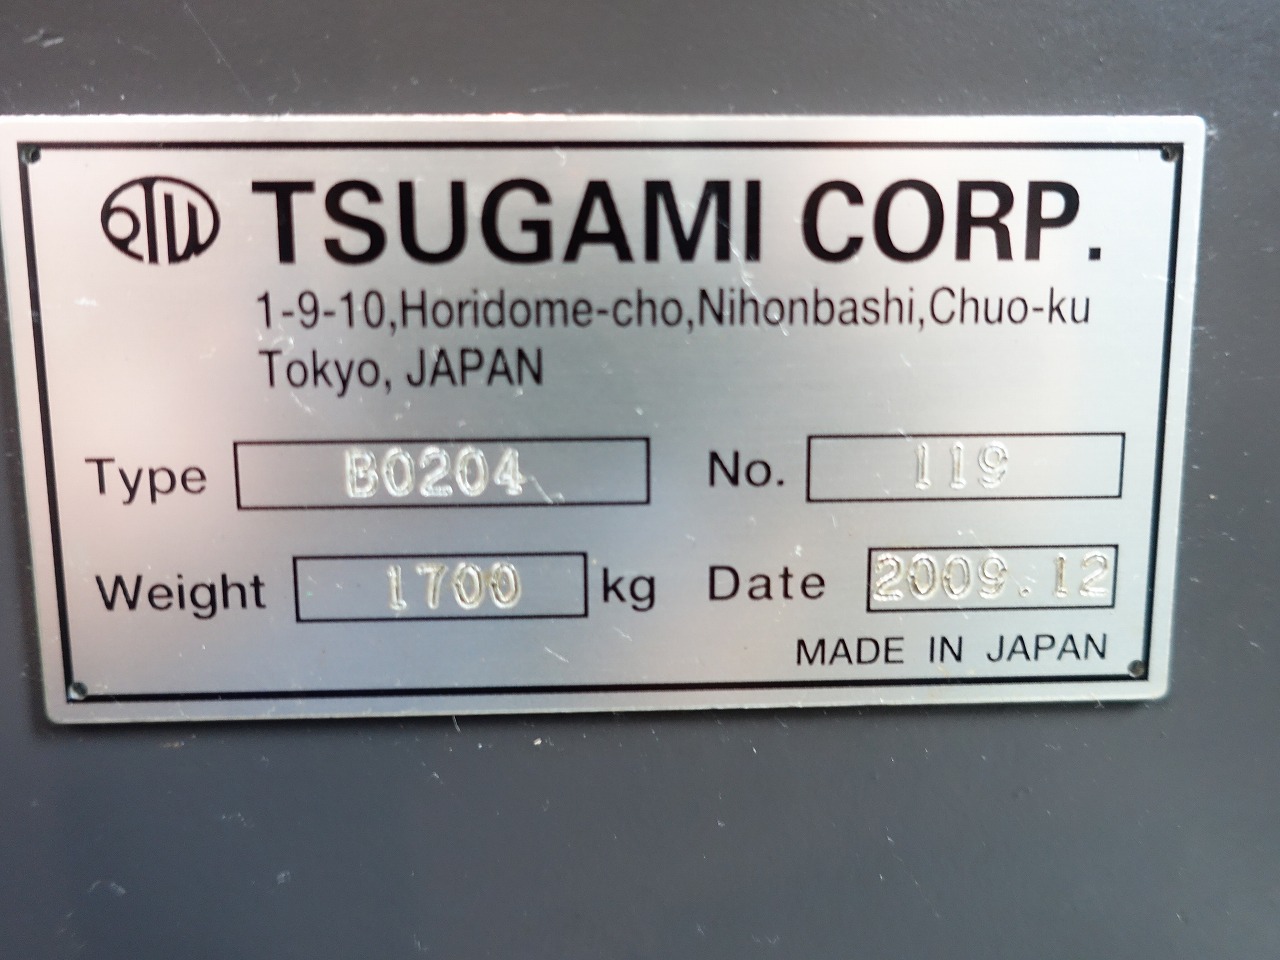 TSUGAMI CORP.
1-9-10,Horidome-cho,Nihonbashi,Chuo-ku
Tokyo, JAPAN
Type B0204 No. 119
Weight 1700 kg Date 2009.12
MADE IN JAPAN